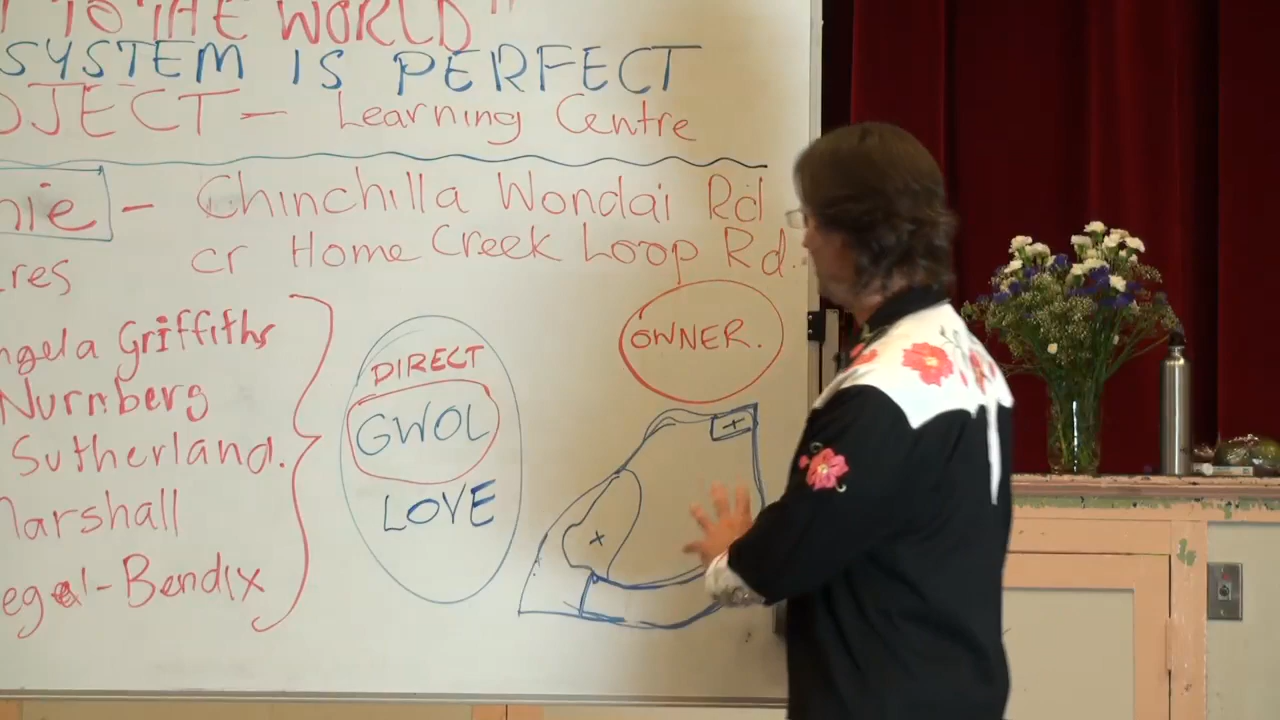 TO THE WORLD"
SYSTEM IS PERFECT
OJECT - Learning Centre
nie - Chinchilla Wondai Rd
cr Home Creek Loop Rd.
res
ngela Griffiths
Nurnberg
Sutherland.
Marshall
egal-Bendix
DIRECT
GWOL
LOVE
OWNER.
+
x